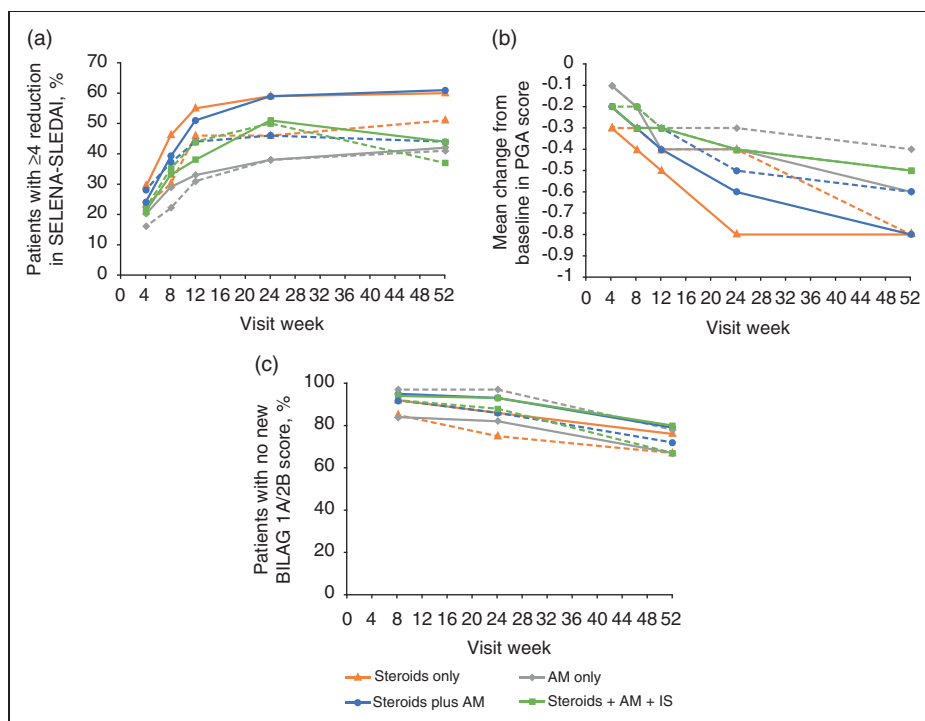 (a)
Patients with ≥4 reduction
in SELENA-SLEDAI, %
70
60
50
40
30
20
10
0
0 4 8 12 16 20 24 28 32 36 40 44 48 52
Visit week
(b)
Mean change from
baseline in PGA score
0
-0.1
-0.2
-0.3
-0.4
-0.5
-0.6
-0.7
-0.8
-0.9
-1
0 4 8 12 16 20 24 28 32 36 40 44 48 52
Visit week
(c)
Patients with no new
BILAG 1A/2B score, %
100
80
60
40
20
0
0 4 8 12 16 20 24 28 32 36 40 44 48 52
Visit week
Steroids only
AM only
Steroids plus AM
Steroids + AM + IS